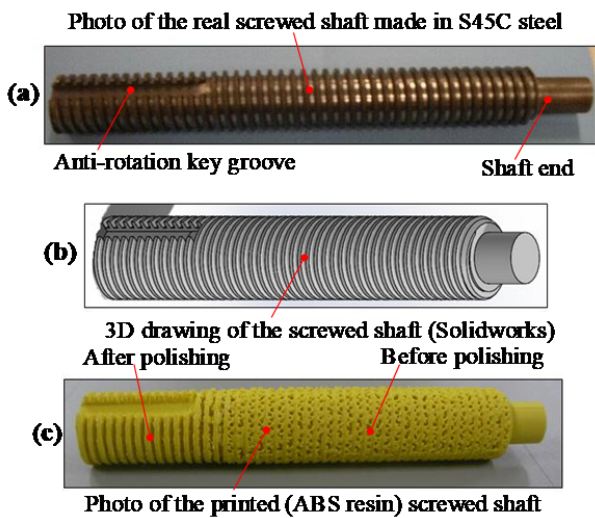 Photo of the real screwed shaft made in S45C steel
(a)
Anti-rotation key groove
Shaft end
(b)
3D drawing of the screwed shaft (Solidworks)
After polishing
Before polishing
(c)
Photo of the printed (ABS resin) screwed shaft